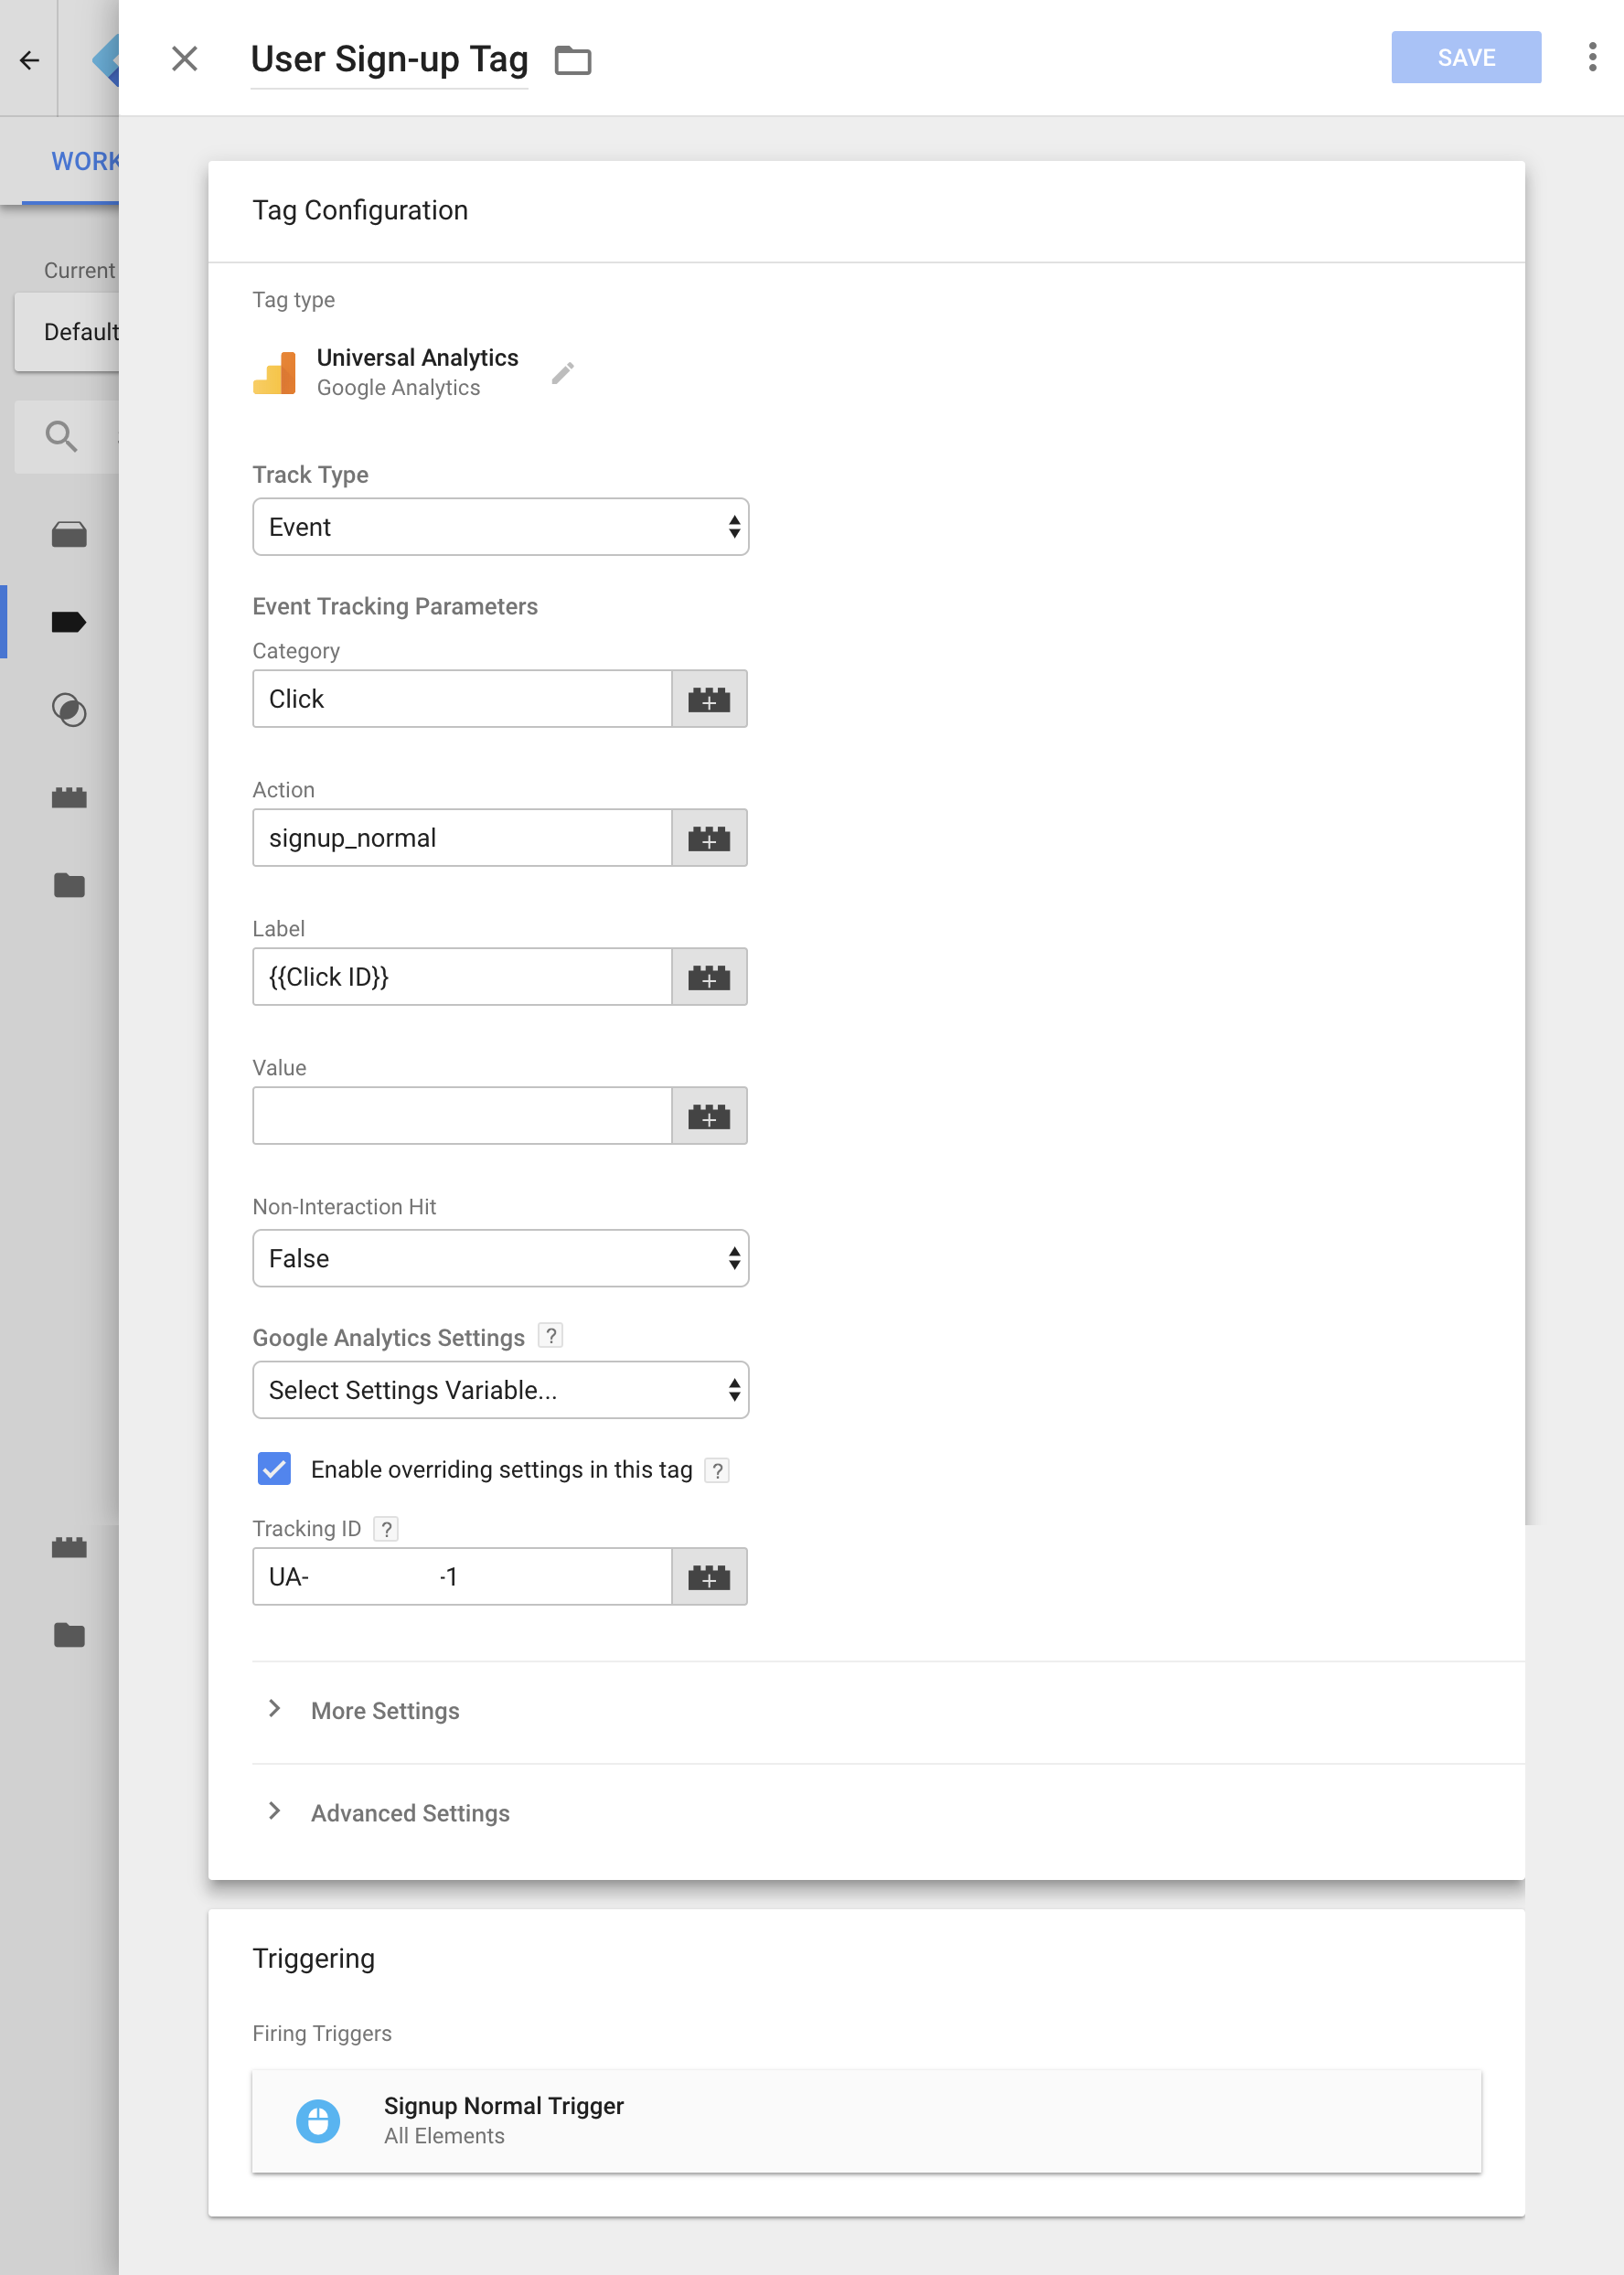 User Sign-up Tag
SAVE
WORK
Current
Default
Tag Configuration
Tag type
Universal Analytics
Google Analytics
Track Type
Event
Event Tracking Parameters
Category
Click
Action
signup_normal
Label
{{Click ID}}
Value
Non-Interaction Hit
False
Google Analytics Settings ?
Select Settings Variable...
Enable overriding settings in this tag ?
Tracking ID ?
UA- -1
More Settings
Advanced Settings
Triggering
Firing Triggers
Signup Normal Trigger
All Elements